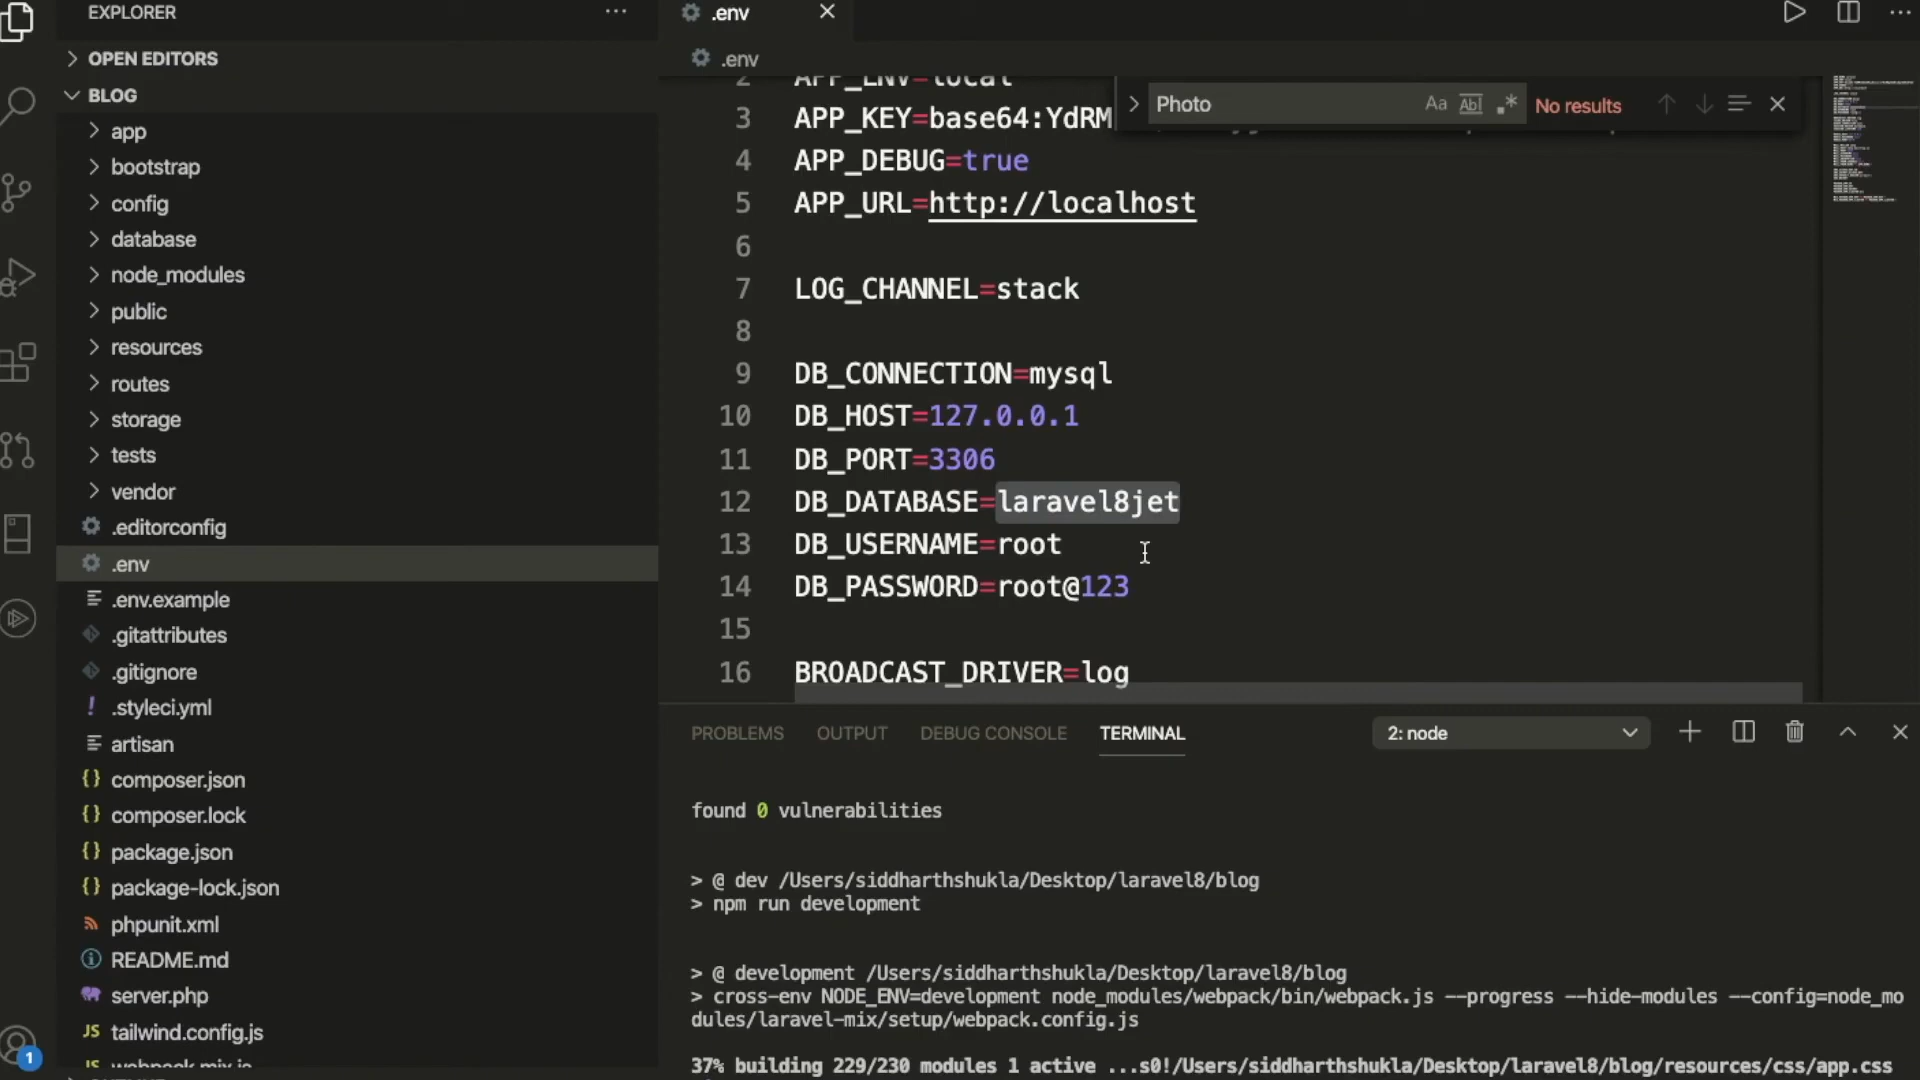 EXPLORER
OPEN EDITORS
BLOG
app
bootstrap
config
database
node_modules
public
resources
routes
storage
tests
vendor
.editorconfig
.env
.env.example
.gitattributes
.gitignore
.styleci.yml
artisan
composer.json
composer.lock
package.json
package-lock.json
phpunit.xml
README.md
server.php
tailwind.config.js
webpack.mix.js
1
.env
.env
Photo
No results
2 APP_ENV=local
3 APP_KEY=base64:YdRM
4 APP_DEBUG=true
5 APP_URL=http://localhost
6
7 LOG_CHANNEL=stack
8
9 DB_CONNECTION=mysql
10 DB_HOST=127.0.0.1
11 DB_PORT=3306
12 DB_DATABASE=laravel8jet
13 DB_USERNAME=root
14 DB_PASSWORD=root@123
15
16 BROADCAST_DRIVER=log
PROBLEMS OUTPUT DEBUG CONSOLE TERMINAL 2: node
found 0 vulnerabilities
> @ dev /Users/siddharthshukla/Desktop/laravel8/blog
> npm run development
> @ development /Users/siddharthshukla/Desktop/laravel8/blog
> cross-env NODE_ENV=development node_modules/webpack/bin/webpack.js --progress --hide-modules --config=node_mo
dules/laravel-mix/setup/webpack.config.js
37% building 229/230 modules 1 active ...s0!/Users/siddharthshukla/Desktop/laravel8/blog/resources/css/app.css